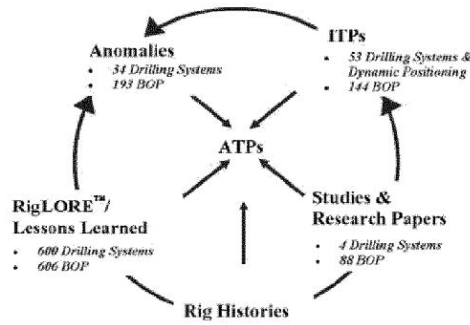 Anomalies
• 34 Drilling Systems
• 193 BOP
ITPs
• 53 Drilling Systems &
Dynamic Positioning
• 144 BOP
ATPs
RigLORE™/
Lessons Learned
• 600 Drilling Systems
• 606 BOP
Studies &
Research Papers
• 4 Drilling Systems
• 88 BOP
Rig Histories